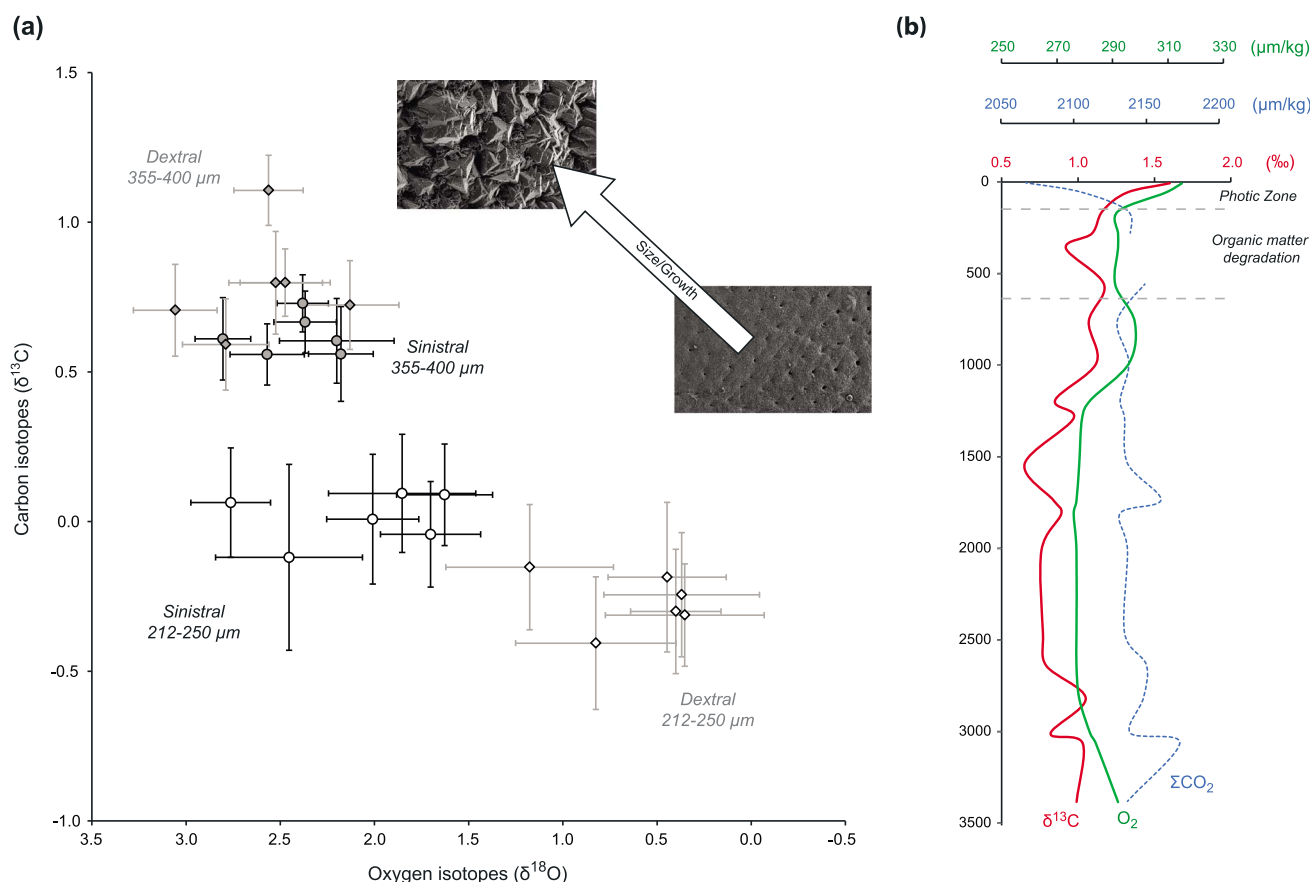 (a)
1.5
1.0
0.5
0.0
-0.5
-1.0
3.5 3.0 2.5 2.0 1.5 1.0 0.5 0.0 -0.5
Carbon isotopes (δ¹³C)
Oxygen isotopes (δ¹⁸O)
Dextral
355-400 µm
Sinistral
355-400 µm
Sinistral
212-250 µm
Dextral
212-250 µm
Size/Growth
(b)
250 270 290 310 330 (µm/kg)
2050 2100 2150 2200 (µm/kg)
0.5 1.0 1.5 2.0 (‰)
0
500
1000
1500
2000
2500
3000
3500
Photic Zone
Organic matter
degradation
ΣCO₂
δ¹³C
O₂